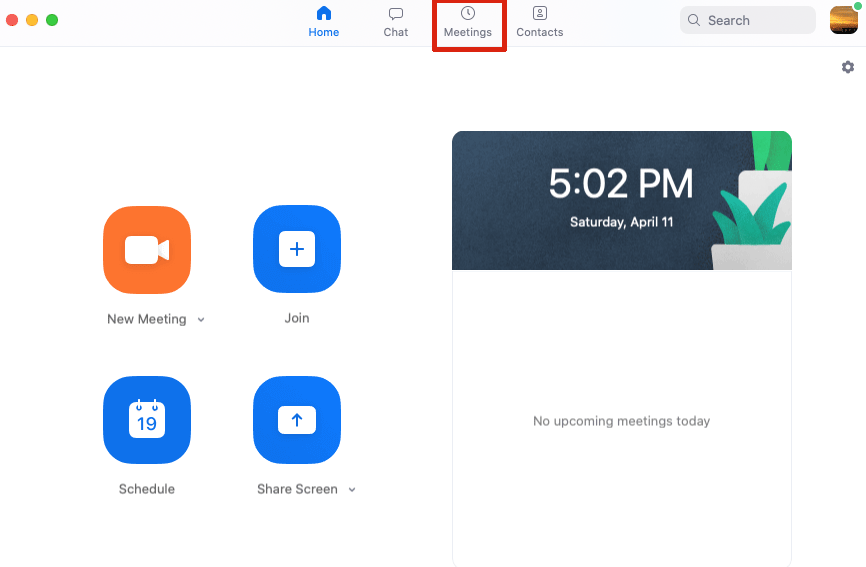 Home
Chat
Meetings
Contacts
Search
5:02 PM
Saturday, April 11
New Meeting
Join
19
Schedule
Share Screen
No upcoming meetings today